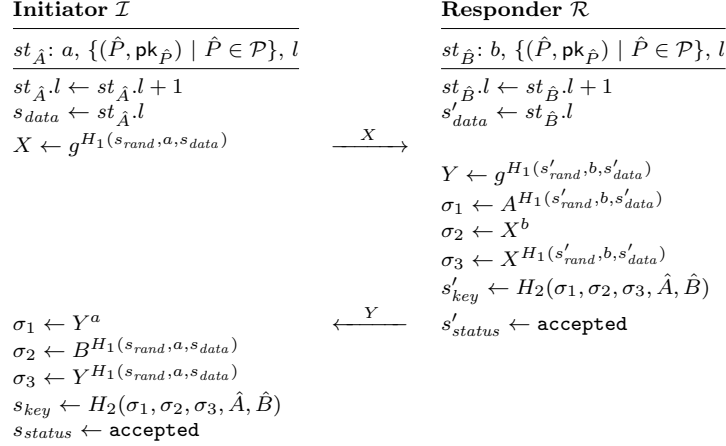 Initiator 𝓘 Responder 𝓡
st_Â: a, {(P̂, pk_P̂) | P̂ ∈ 𝒫}, l st_B̂: b, {(P̂, pk_P̂) | P̂ ∈ 𝒫}, l
st_Â.l ← st_Â.l + 1 st_B̂.l ← st_B̂.l + 1
s_data ← st_Â.l s′_data ← st_B̂.l
X ← g^{H_1(s_rand, a, s_data)} X
Y ← g^{H_1(s′_rand, b, s′_data)}
σ_1 ← A^{H_1(s′_rand, b, s′_data)}
σ_2 ← X^b
σ_3 ← X^{H_1(s′_rand, b, s′_data)}
s′_key ← H_2(σ_1, σ_2, σ_3, Â, B̂)
σ_1 ← Y^a Y s′_status ← accepted
σ_2 ← B^{H_1(s_rand, a, s_data)}
σ_3 ← Y^{H_1(s_rand, a, s_data)}
s_key ← H_2(σ_1, σ_2, σ_3, Â, B̂)
s_status ← accepted